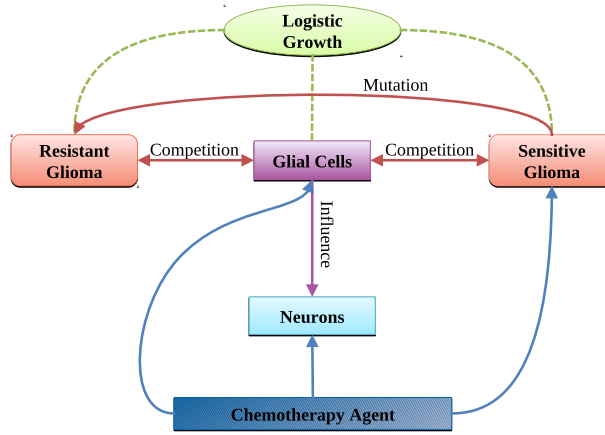 Logistic
Growth
Mutation
Resistant
Glioma
Competition
Glial Cells
Competition
Sensitive
Glioma
Influence
Neurons
Chemotherapy Agent